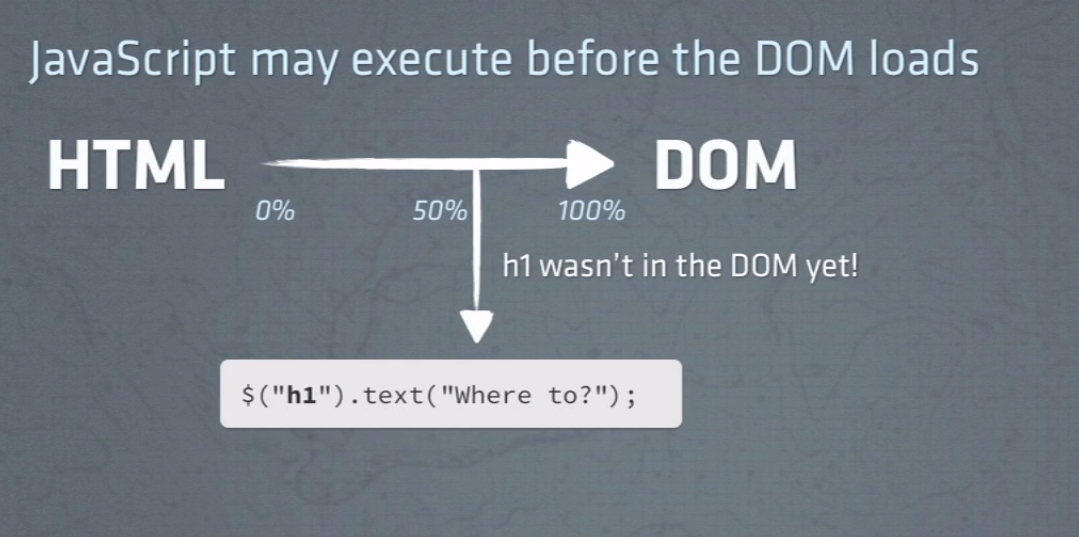 JavaScript may execute before the DOM loads
HTML DOM
0% 50% 100%
h1 wasn't in the DOM yet!
$("h1").text("Where to?");